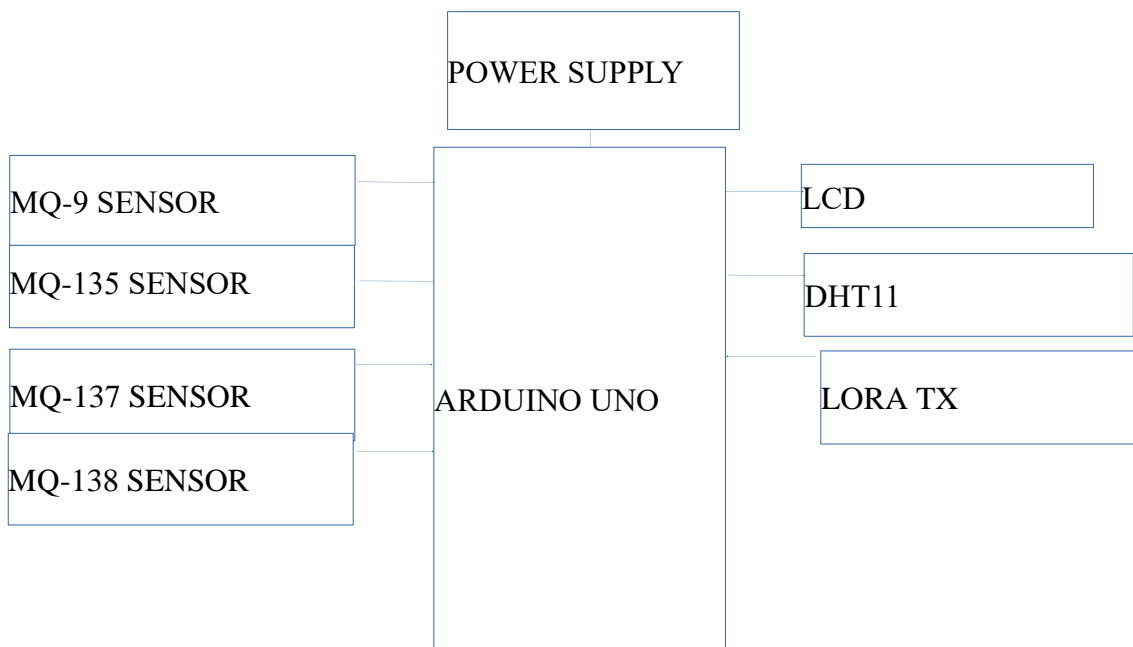 POWER SUPPLY
MQ-9 SENSOR
MQ-135 SENSOR
MQ-137 SENSOR
MQ-138 SENSOR
ARDUINO UNO
LCD
DHT11
LORA TX